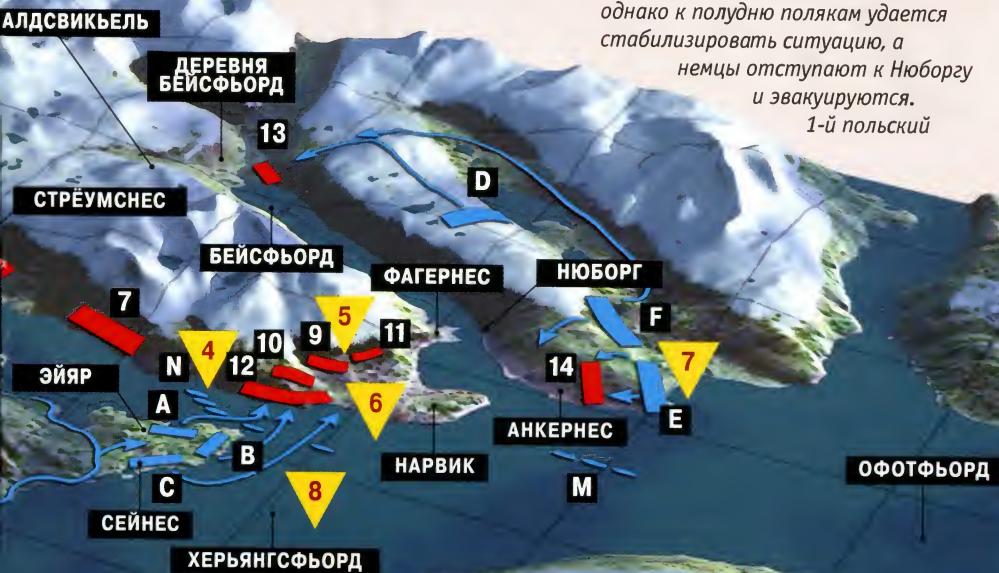 однако к полудню полякам удается
стабилизировать ситуацию, а
немцы отступают к Нюборгу
и эвакуируются.
1-й польский
АЛДСВИКЬЕЛЬ
ДЕРЕВНЯ
БЕЙСФЬОРД
13
D
СТРЁУМСНЕС
БЕЙСФЬОРД
ФАГЕРНЕС
НЮБОРГ
7
5
F
10
9
11
4
N
12
14
7
ЭЙЯР
A
6
E
B
АНКЕРНЕС
НАРВИК
ОФОТФЬОРД
C
8
M
СЕЙНЕС
ХЕРЬЯНГСФЬОРД